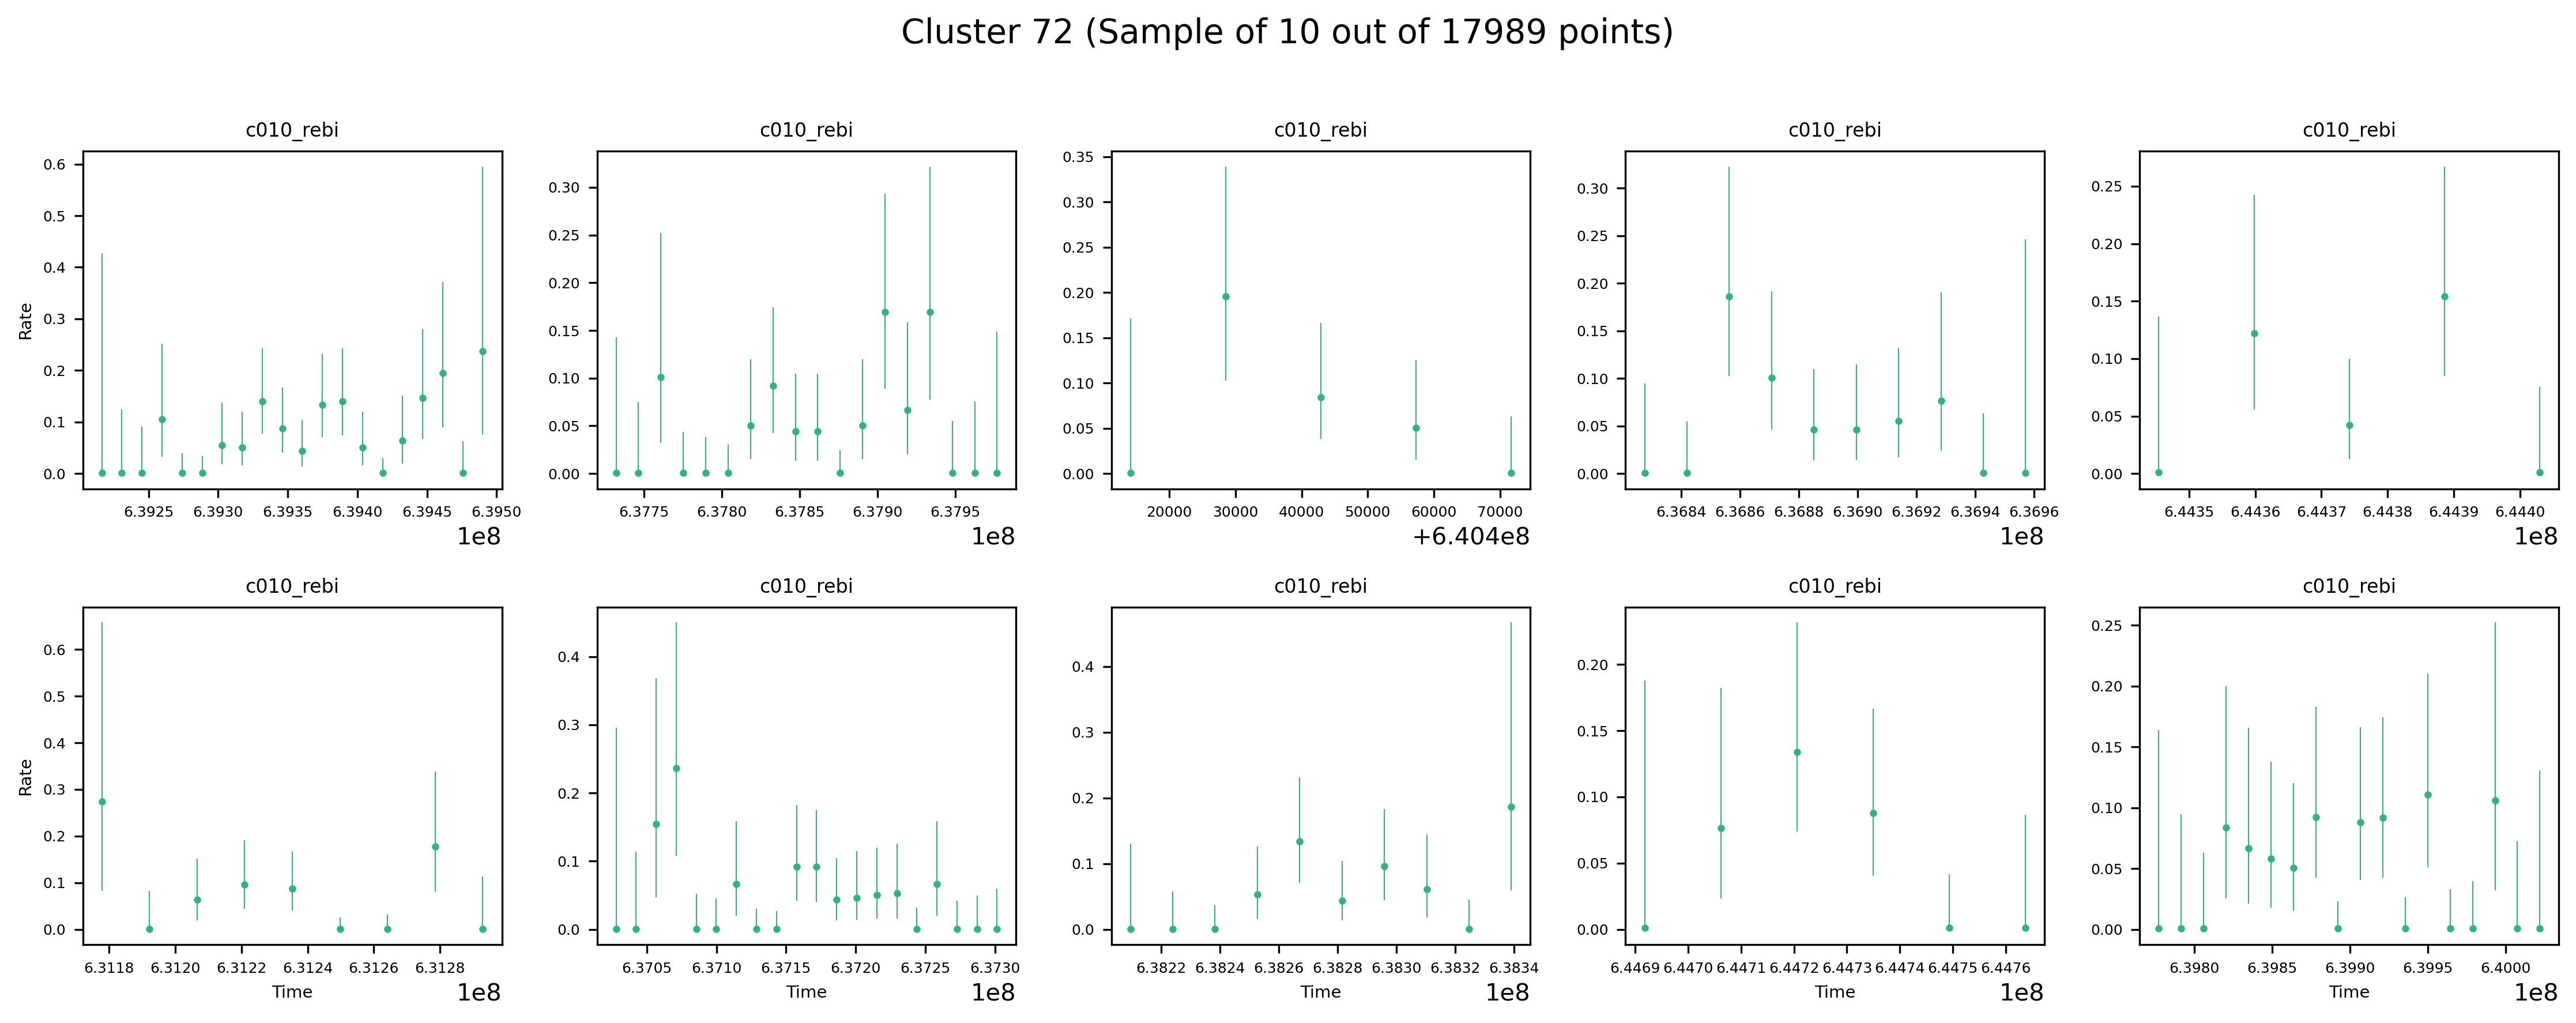 Cluster 72 (Sample of 10 out of 17989 points)
c010_rebi c010_rebi c010_rebi c010_rebi c010_rebi
Rate
0.6 0.5 0.4 0.3 0.2 0.1 0.0
6.3925 6.3930 6.3935 6.3940 6.3945 6.3950
1e8
0.30 0.25 0.20 0.15 0.10 0.05 0.00
6.3775 6.3780 6.3785 6.3790 6.3795
1e8
0.35 0.30 0.25 0.20 0.15 0.10 0.05 0.00
20000 30000 40000 50000 60000 70000
+6.404e8
0.30 0.25 0.20 0.15 0.10 0.05 0.00
6.3684 6.3686 6.3688 6.3690 6.3692 6.3694 6.3696
1e8
0.25 0.20 0.15 0.10 0.05 0.00
6.4435 6.4436 6.4437 6.4438 6.4439 6.4440
1e8
c010_rebi c010_rebi c010_rebi c010_rebi c010_rebi
Rate
0.6 0.5 0.4 0.3 0.2 0.1 0.0
6.3118 6.3120 6.3122 6.3124 6.3126 6.3128
Time
1e8
0.4 0.3 0.2 0.1 0.0
6.3705 6.3710 6.3715 6.3720 6.3725 6.3730
Time
1e8
0.4 0.3 0.2 0.1 0.0
6.3822 6.3824 6.3826 6.3828 6.3830 6.3832 6.3834
Time
1e8
0.20 0.15 0.10 0.05 0.00
6.4469 6.4470 6.4471 6.4472 6.4473 6.4474 6.4475 6.4476
Time
1e8
0.25 0.20 0.15 0.10 0.05 0.00
6.3980 6.3985 6.3990 6.3995 6.4000
Time
1e8